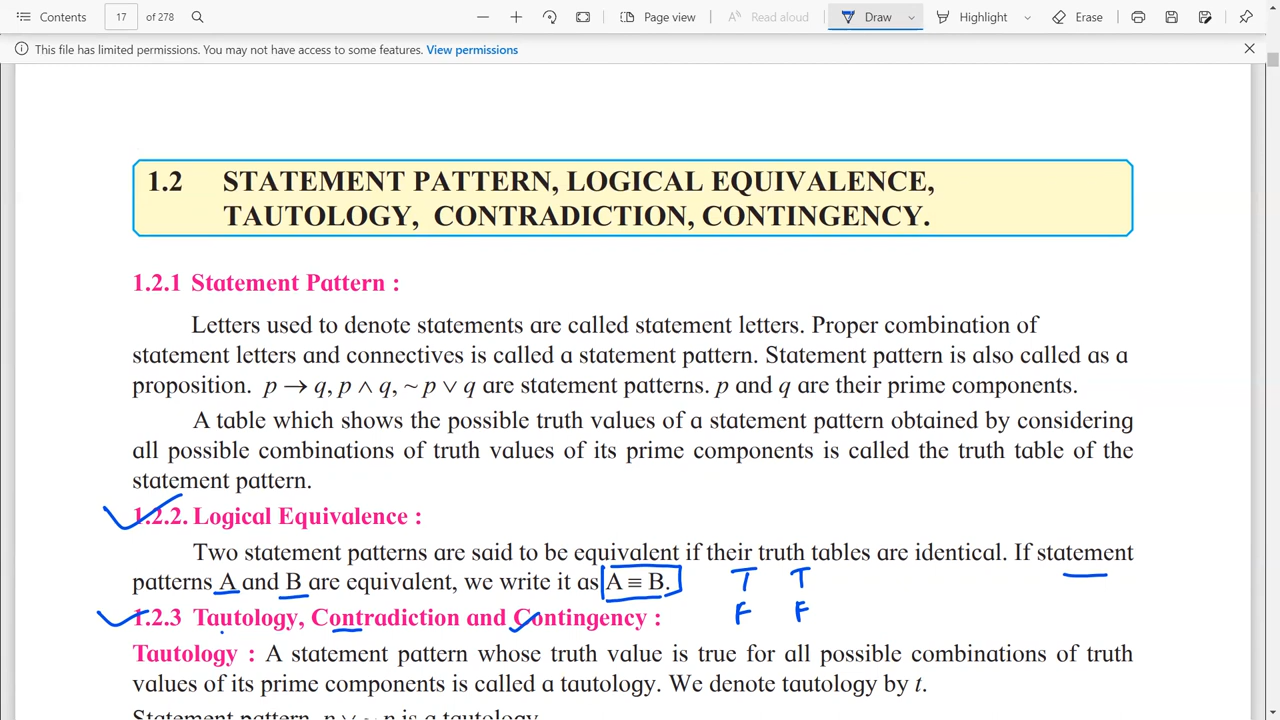 Contents 17 of 278 Page view Read aloud Draw Highlight Erase
This file has limited permissions. You may not have access to some features. View permissions
1.2 STATEMENT PATTERN, LOGICAL EQUIVALENCE,
TAUTOLOGY, CONTRADICTION, CONTINGENCY.
1.2.1 Statement Pattern :
Letters used to denote statements are called statement letters. Proper combination of
statement letters and connectives is called a statement pattern. Statement pattern is also called as a
proposition. p → q, p ∧ q, ~ p ∨ q are statement patterns. p and q are their prime components.
A table which shows the possible truth values of a statement pattern obtained by considering
all possible combinations of truth values of its prime components is called the truth table of the
statement pattern.
1.2.2. Logical Equivalence :
Two statement patterns are said to be equivalent if their truth tables are identical. If statement
patterns A and B are equivalent, we write it as A ≡ B. T T
F F
1.2.3 Tautology, Contradiction and Contingency :
Tautology : A statement pattern whose truth value is true for all possible combinations of truth
values of its prime components is called a tautology. We denote tautology by t.
Statement pattern p ∨ ~ p is a tautology.